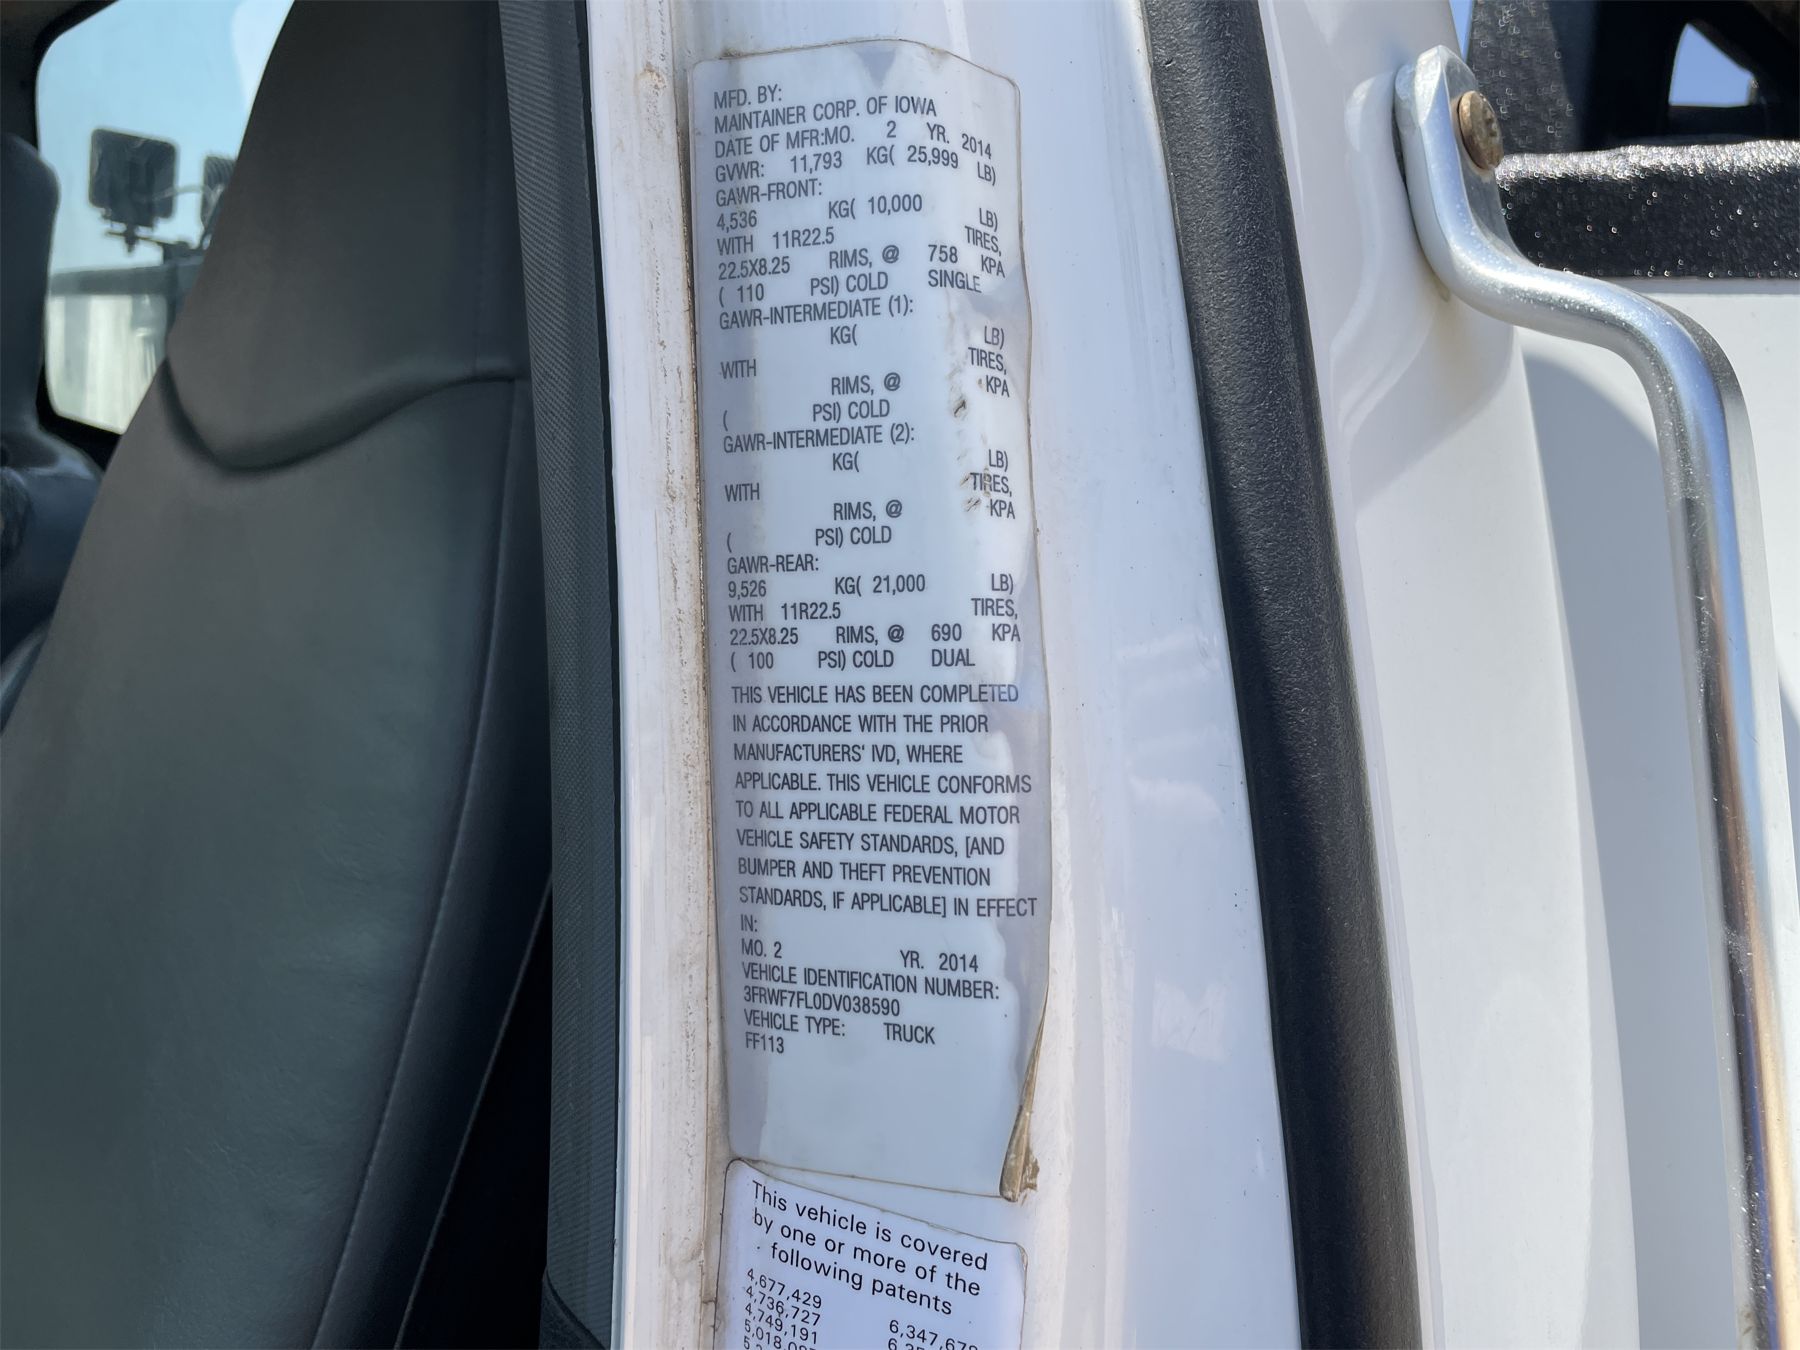 MFD. BY:
MAINTAINER CORP. OF IOWA
DATE OF MFR:MO. 2 YR. 2014
GVWR: 11,793 KG( 25,999 LB)
GAWR-FRONT:
4,536 KG( 10,000 LB)
WITH 11R22.5 TIRES,
22.5X8.25 RIMS, @ 758 KPA
( 110 PSI) COLD SINGLE
GAWR-INTERMEDIATE (1):
KG( LB)
WITH TIRES,
RIMS, @ KPA
( PSI) COLD
GAWR-INTERMEDIATE (2):
KG( LB)
WITH TIRES,
RIMS, @ KPA
( PSI) COLD
GAWR-REAR:
9,526 KG( 21,000 LB)
WITH 11R22.5 TIRES,
22.5X8.25 RIMS, @ 690 KPA
( 100 PSI) COLD DUAL
THIS VEHICLE HAS BEEN COMPLETED
IN ACCORDANCE WITH THE PRIOR
MANUFACTURERS' IVD, WHERE
APPLICABLE. THIS VEHICLE CONFORMS
TO ALL APPLICABLE FEDERAL MOTOR
VEHICLE SAFETY STANDARDS, [AND
BUMPER AND THEFT PREVENTION
STANDARDS, IF APPLICABLE] IN EFFECT
IN:
MO. 2 YR. 2014
VEHICLE IDENTIFICATION NUMBER:
3FRWF7FL0DV038590
VEHICLE TYPE: TRUCK
FF113
This vehicle is covered
by one or more of the
following patents
4,677,429
4,736,727 6,347,678
4,749,191